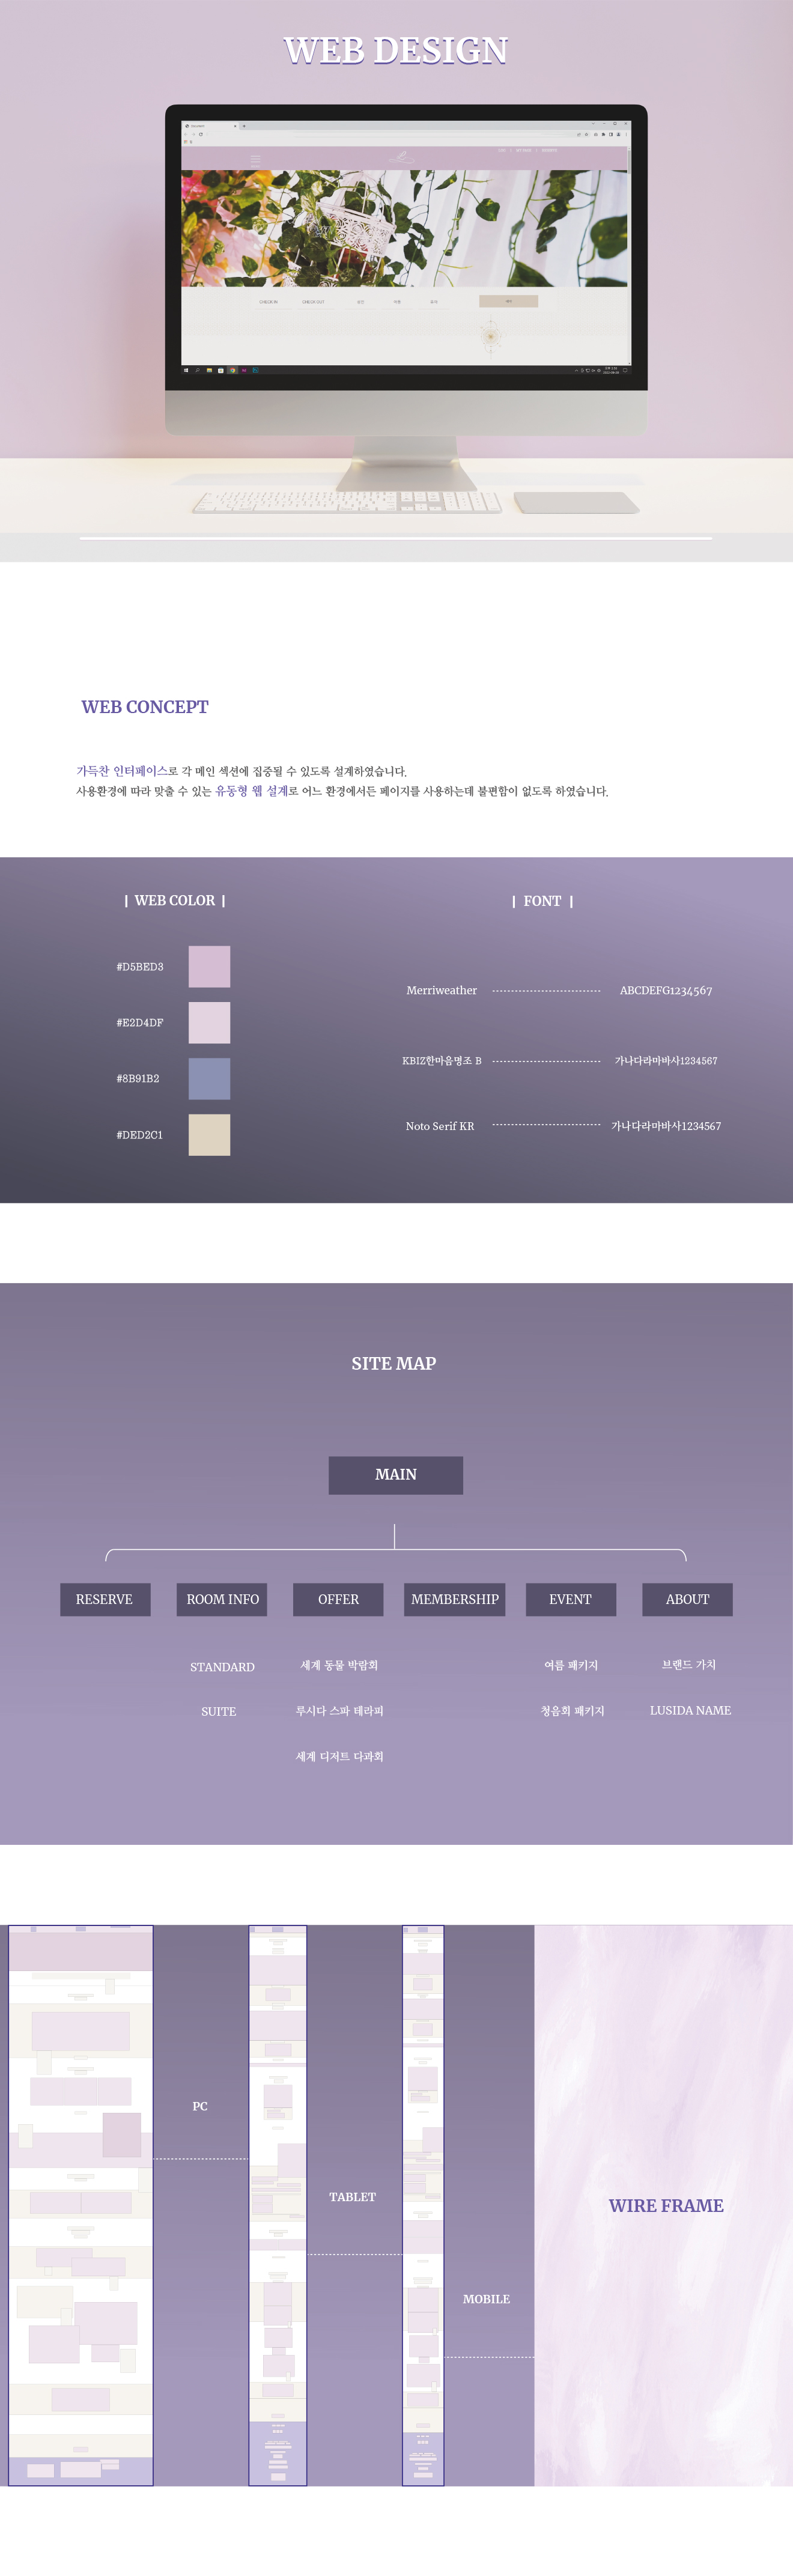 WEB DESIGN
CHECK IN
CHECK OUT
WEB CONCEPT
가득찬 인터페이스로 각 메인 섹션에 집중될 수 있도록 설계하였습니다.
사용환경에 따라 맞출 수 있는 유동형 웹 설계로 어느 환경에서든 페이지를 사용하는데 불편함이 없도록 하였습니다.
| WEB COLOR |
#D5BED3
#E2D4DF
#8B91B2
#DED2C1
| FONT |
Merriweather ABCDEFG1234567
KBIZ한마음명조 B 가나다라마바사1234567
Noto Serif KR 가나다라마바사1234567
SITE MAP
MAIN
RESERVE ROOM INFO OFFER MEMBERSHIP EVENT ABOUT
STANDARD 세계 동물 박람회 여름 패키지 브랜드 가치
SUITE 루시다 스파 테라피 청음회 패키지 LUSIDA NAME
세계 디저트 다과회
PC
TABLET
WIRE FRAME
MOBILE